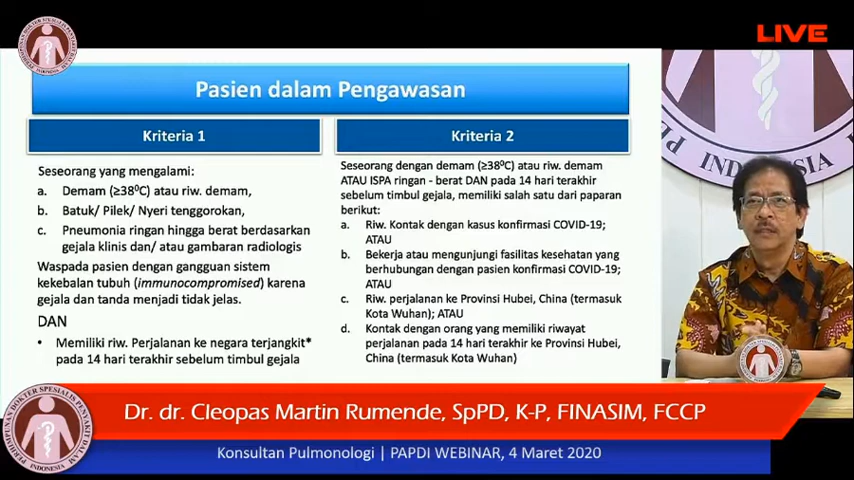 LIVE
Pasien dalam Pengawasan
Kriteria 1
Seseorang yang mengalami:
a. Demam (≥38⁰C) atau riw. demam,
b. Batuk/ Pilek/ Nyeri tenggorokan,
c. Pneumonia ringan hingga berat berdasarkan
gejala klinis dan/ atau gambaran radiologis
Waspada pasien dengan gangguan sistem
kekebalan tubuh (immunocompromised) karena
gejala dan tanda menjadi tidak jelas.
DAN
• Memiliki riw. Perjalanan ke negara terjangkit*
pada 14 hari terakhir sebelum timbul gejala
Kriteria 2
Seseorang dengan demam (≥38⁰C) atau riw. demam
ATAU ISPA ringan - berat DAN pada 14 hari terakhir
sebelum timbul gejala, memiliki salah satu dari paparan
berikut:
a. Riw. Kontak dengan kasus konfirmasi COVID-19;
ATAU
b. Bekerja atau mengunjungi fasilitas kesehatan yang
berhubungan dengan pasien konfirmasi COVID-19;
ATAU
c. Riw. perjalanan ke Provinsi Hubei, China (termasuk
Kota Wuhan); ATAU
d. Kontak dengan orang yang memiliki riwayat
perjalanan pada 14 hari terakhir ke Provinsi Hubei,
China (termasuk Kota Wuhan)
INDONESIA
PERHIMPUNAN DOKTER SPESIALIS PENYAKIT DALAM
INDONESIA
Dr. dr. Cleopas Martin Rumende, SpPD, K-P, FINASIM, FCCP
Konsultan Pulmonologi | PAPDI WEBINAR, 4 Maret 2020